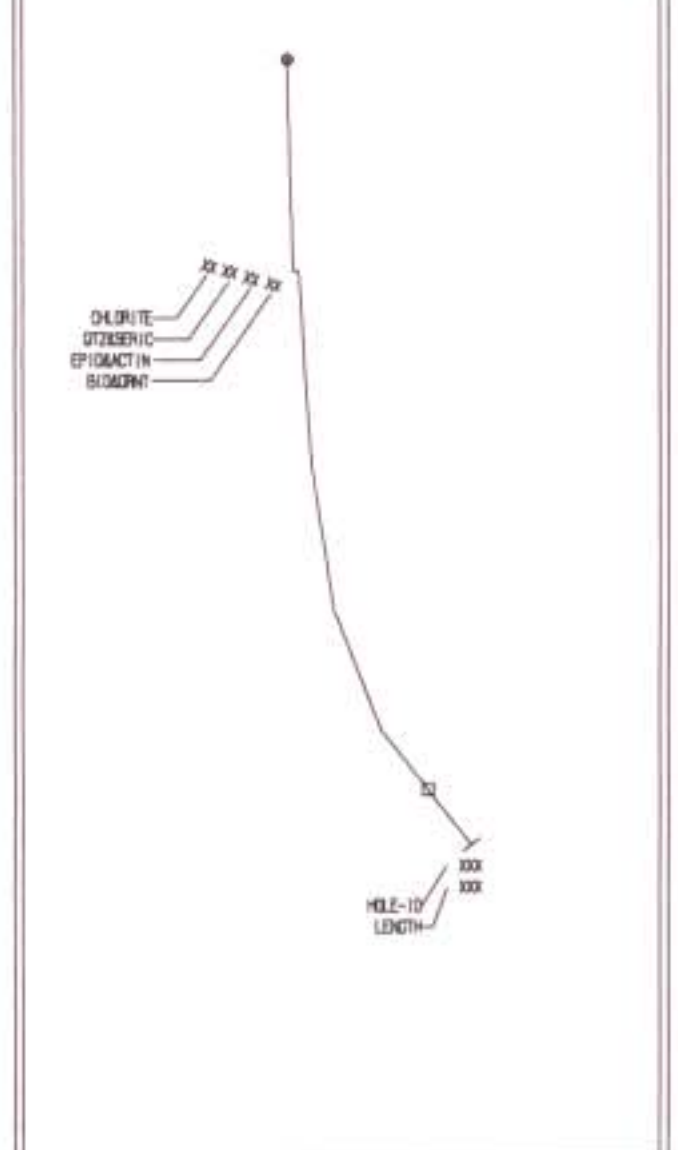 XX XX XX XX
CHLORITE
QTZ&SERIC
EPID&ACTIN
BIO&GRNT
XXX
XXX
HOLE-ID
LENGTH